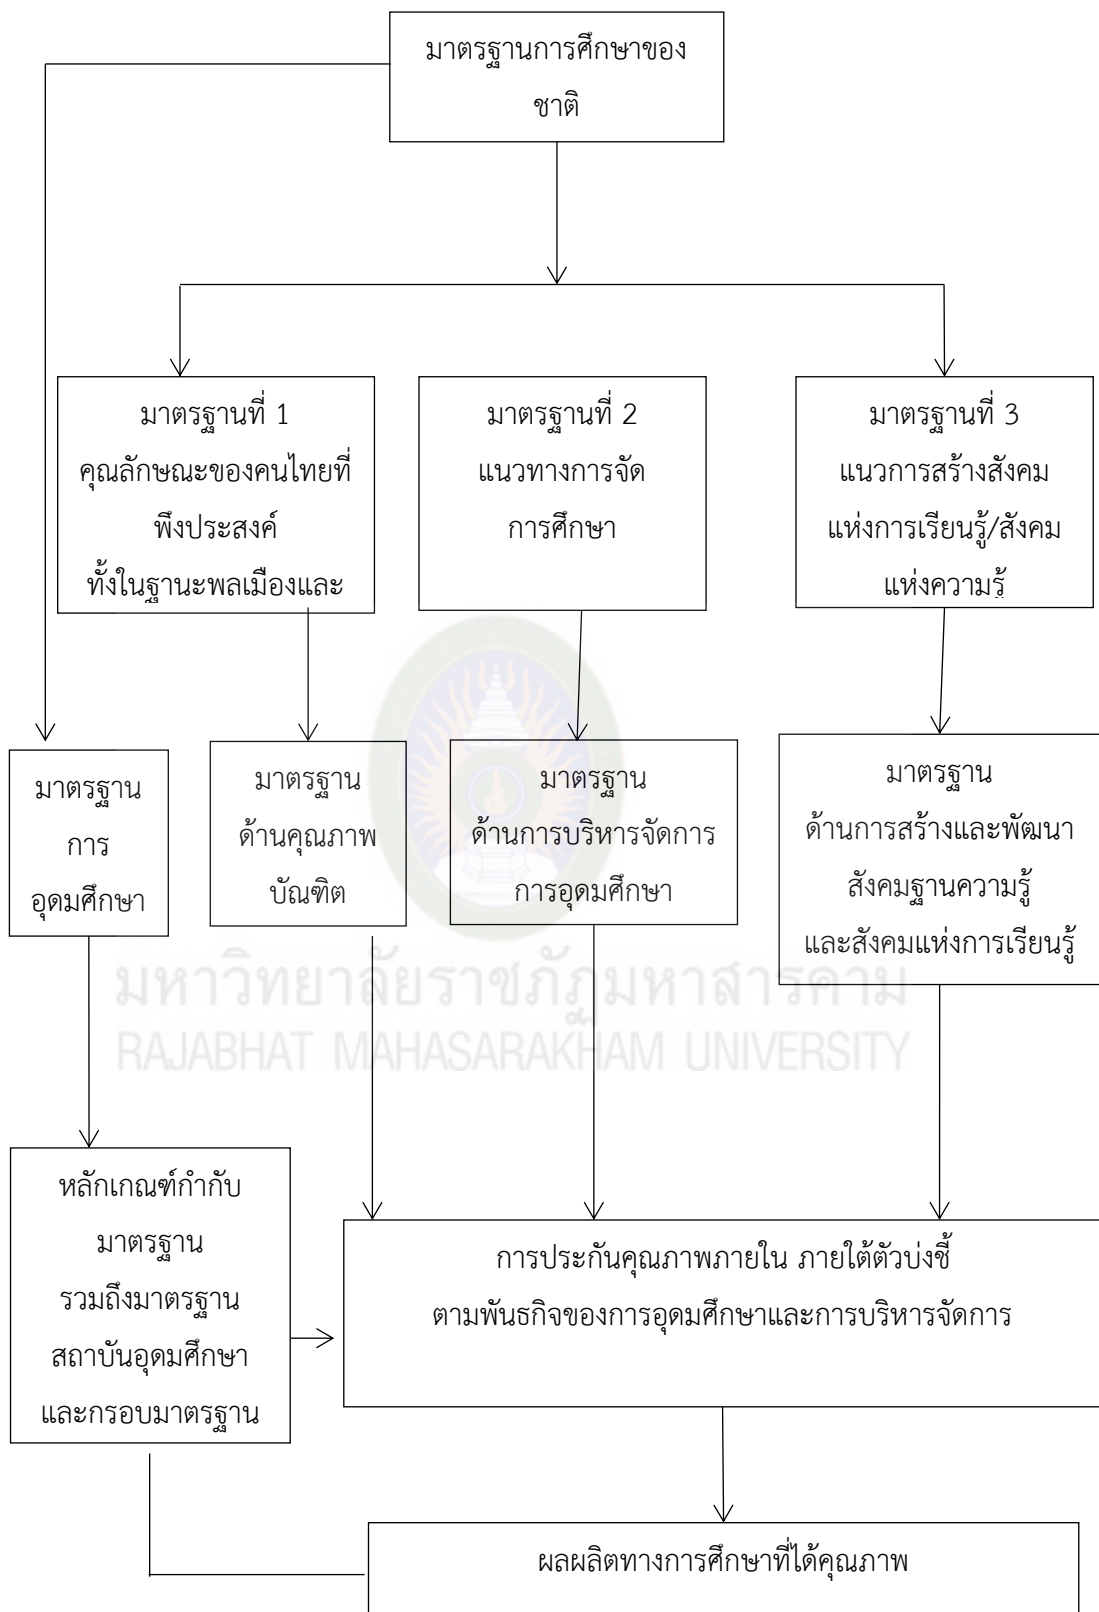 มาตรฐานการศึกษาของ
ชาติ
มาตรฐานที่ 1
คุณลักษณะของคนไทยที่
พึงประสงค์
ทั้งในฐานะพลเมืองและ
มาตรฐานที่ 2
แนวทางการจัด
การศึกษา
มาตรฐานที่ 3
แนวการสร้างสังคม
แห่งการเรียนรู้/สังคม
แห่งความรู้
มาตรฐาน
การ
อุดมศึกษา
มาตรฐาน
ด้านคุณภาพ
บัณฑิต
มาตรฐาน
ด้านการบริหารจัดการ
การอุดมศึกษา
มาตรฐาน
ด้านการสร้างและพัฒนา
สังคมฐานความรู้
และสังคมแห่งการเรียนรู้
มหาวิทยาลัยราชภัฏมหาสารคาม
RAJABHAT MAHASARAKHAM UNIVERSITY
หลักเกณฑ์กำกับ
มาตรฐาน
รวมถึงมาตรฐาน
สถาบันอุดมศึกษา
และกรอบมาตรฐาน
การประกันคุณภาพภายใน ภายใต้ตัวบ่งชี้
ตามพันธกิจของการอุดมศึกษาและการบริหารจัดการ
ผลผลิตทางการศึกษาที่ได้คุณภาพ